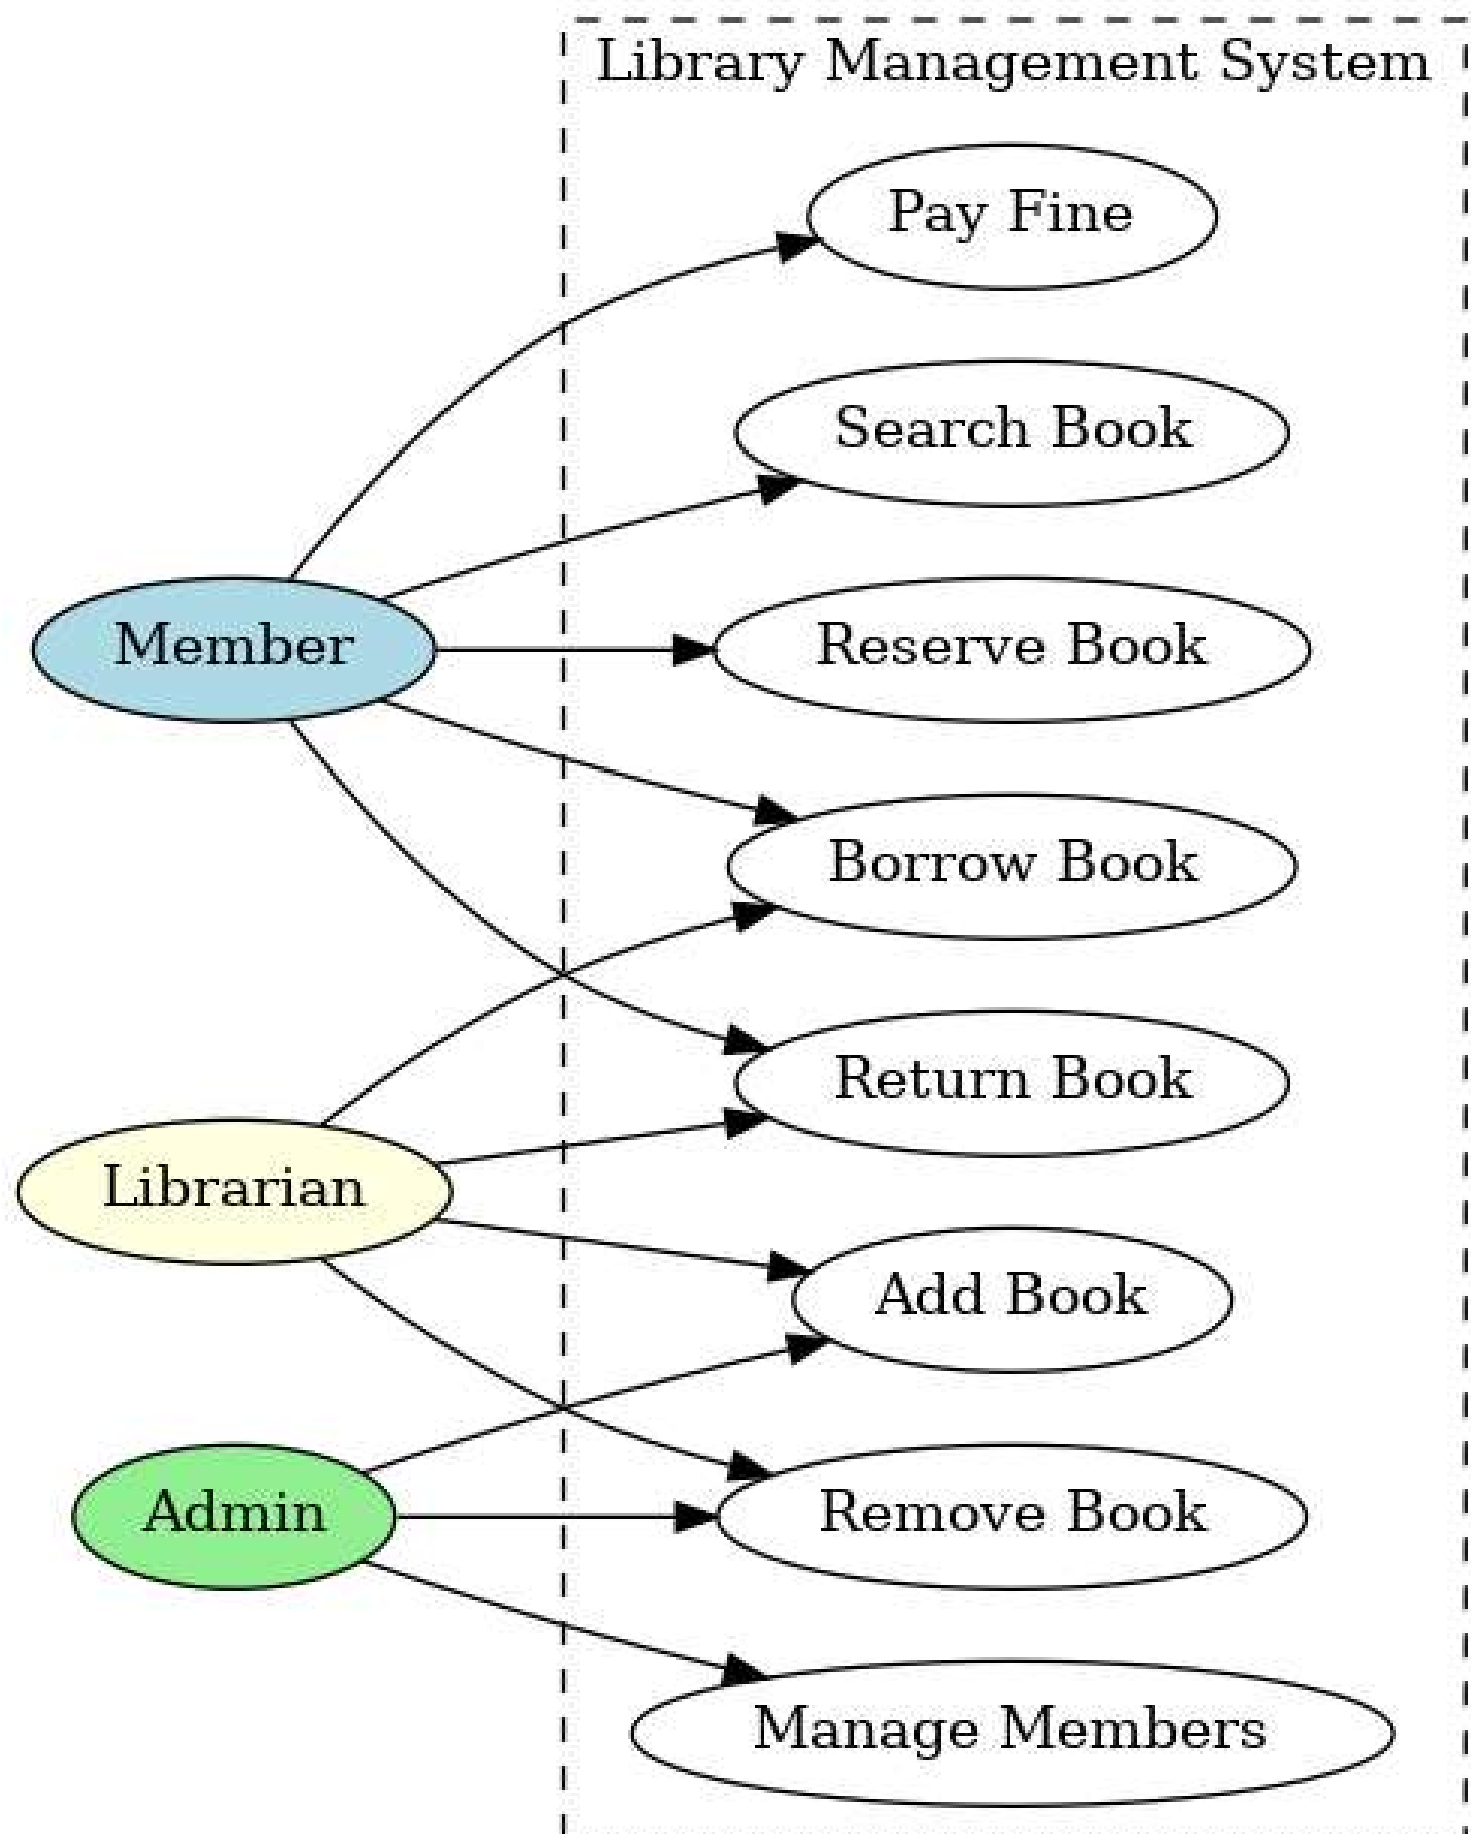 Library Management System
Pay Fine
Search Book
Member
Reserve Book
Borrow Book
Return Book
Librarian
Add Book
Admin
Remove Book
Manage Members